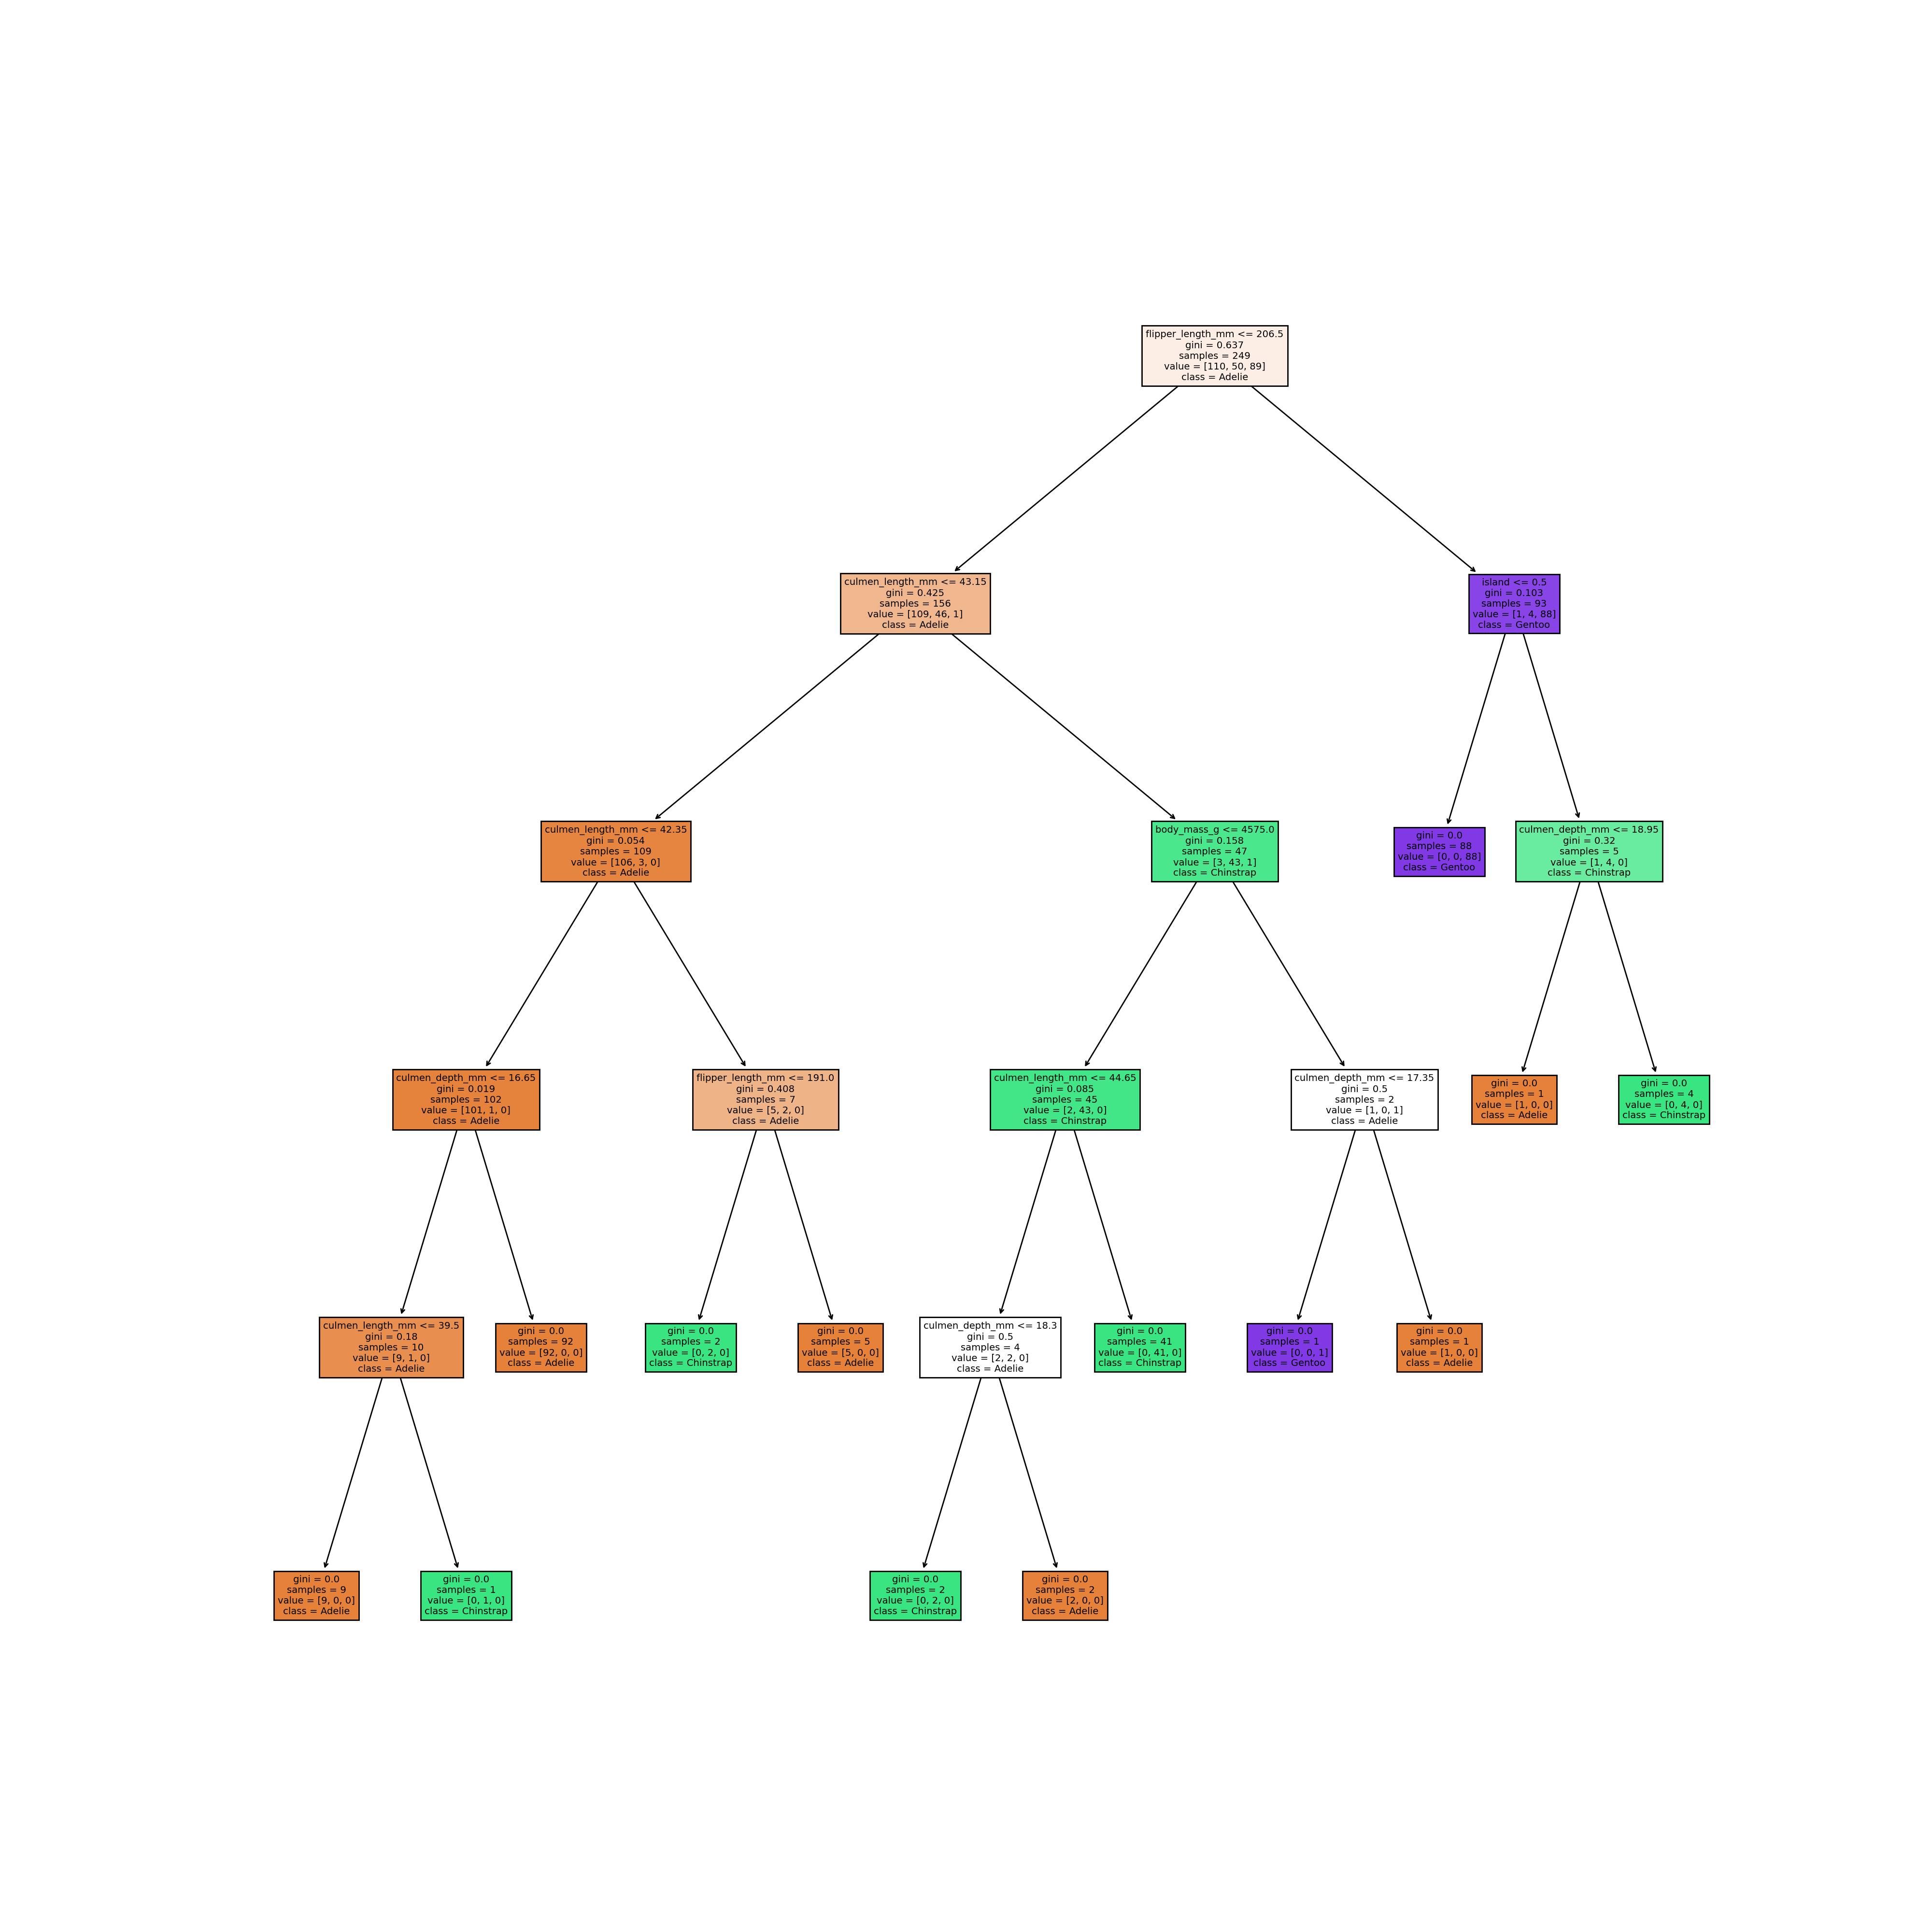 flipper_length_mm <= 206.5
gini = 0.637
samples = 249
value = [110, 50, 89]
class = Adelie
culmen_length_mm <= 43.15
gini = 0.425
samples = 156
value = [109, 46, 1]
class = Adelie
island <= 0.5
gini = 0.103
samples = 93
value = [1, 4, 88]
class = Gentoo
culmen_length_mm <= 42.35
gini = 0.054
samples = 109
value = [106, 3, 0]
class = Adelie
body_mass_g <= 4575.0
gini = 0.158
samples = 47
value = [3, 43, 1]
class = Chinstrap
gini = 0.0
samples = 88
value = [0, 0, 88]
class = Gentoo
culmen_depth_mm <= 18.95
gini = 0.32
samples = 5
value = [1, 4, 0]
class = Chinstrap
culmen_depth_mm <= 16.65
gini = 0.019
samples = 102
value = [101, 1, 0]
class = Adelie
flipper_length_mm <= 191.0
gini = 0.408
samples = 7
value = [5, 2, 0]
class = Adelie
culmen_length_mm <= 44.65
gini = 0.085
samples = 45
value = [2, 43, 0]
class = Chinstrap
culmen_depth_mm <= 17.35
gini = 0.5
samples = 2
value = [1, 0, 1]
class = Adelie
gini = 0.0
samples = 1
value = [1, 0, 0]
class = Adelie
gini = 0.0
samples = 4
value = [0, 4, 0]
class = Chinstrap
culmen_length_mm <= 39.5
gini = 0.18
samples = 10
value = [9, 1, 0]
class = Adelie
gini = 0.0
samples = 92
value = [92, 0, 0]
class = Adelie
gini = 0.0
samples = 2
value = [0, 2, 0]
class = Chinstrap
gini = 0.0
samples = 5
value = [5, 0, 0]
class = Adelie
culmen_depth_mm <= 18.3
gini = 0.5
samples = 4
value = [2, 2, 0]
class = Adelie
gini = 0.0
samples = 41
value = [0, 41, 0]
class = Chinstrap
gini = 0.0
samples = 1
value = [0, 0, 1]
class = Gentoo
gini = 0.0
samples = 1
value = [1, 0, 0]
class = Adelie
gini = 0.0
samples = 9
value = [9, 0, 0]
class = Adelie
gini = 0.0
samples = 1
value = [0, 1, 0]
class = Chinstrap
gini = 0.0
samples = 2
value = [0, 2, 0]
class = Chinstrap
gini = 0.0
samples = 2
value = [2, 0, 0]
class = Adelie